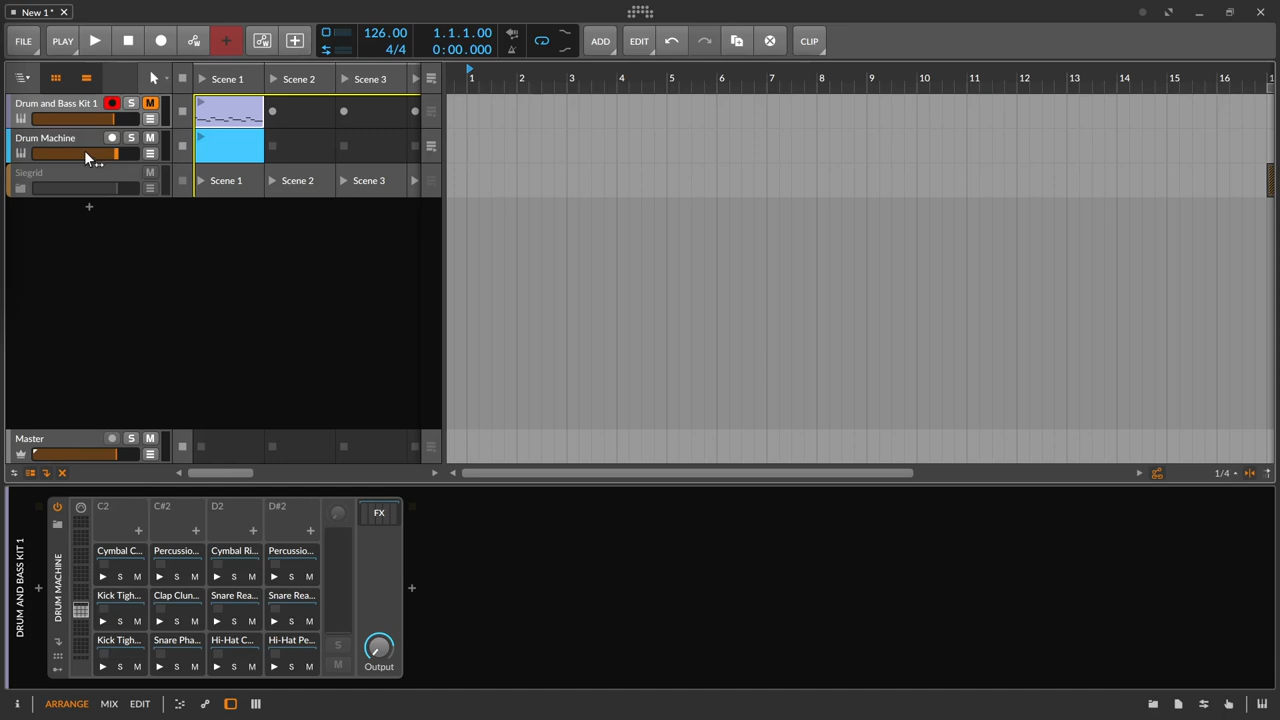 New 1*
FILE PLAY 126.00 4/4 1.1.1.00 0:00.000 ADD EDIT CLIP
Scene 1 Scene 2 Scene 3 1 2 3 4 5 6 7 8 9 10 11 12 13 14 15 16 1
Drum and Bass Kit 1 S M
Drum Machine S M
Siegrid M Scene 1 Scene 2 Scene 3
Master S M
1/4
DRUM AND BASS KIT 1
DRUM MACHINE
C2 C#2 D2 D#2 FX
Cymbal C... Percussio... Cymbal Ri... Percussio...
S M S M S M S M
Kick Tigh... Clap Clun... Snare Rea... Snare Rea...
S M S M S M S M
Kick Tigh... Snare Pha... Hi-Hat C... Hi-Hat Pe... S
S M S M S M S M M Output
i ARRANGE MIX EDIT